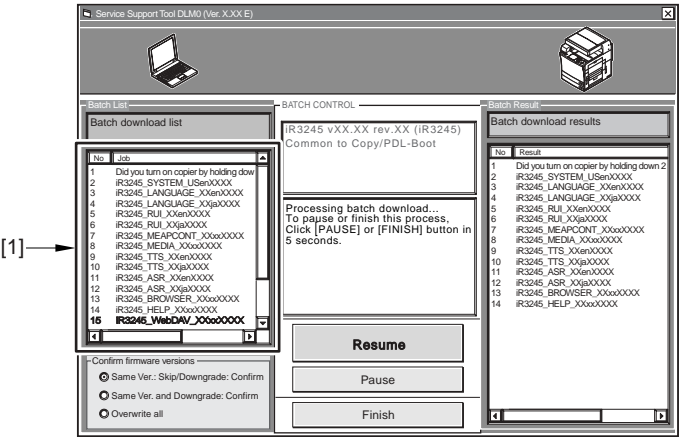 Service Support Tool DLM0 (Ver. X.XX E)
Batch List
Batch download list
No Job
1 Did you turn on copier by holding dow
2 iR3245_SYSTEM_USenXXXX
3 iR3245_LANGUAGE_XXenXXXX
4 iR3245_LANGUAGE_XXjaXXXX
5 iR3245_RUI_XXenXXXX
6 iR3245_RUI_XXjaXXXX
7 iR3245_MEAPCONT_XXxxXXXX
8 iR3245_MEDIA_XXxxXXXX
9 iR3245_TTS_XXenXXXX
10 iR3245_TTS_XXjaXXXX
11 iR3245_ASR_XXenXXXX
12 iR3245_ASR_XXjaXXXX
13 iR3245_BROWSER_XXxxXXXX
14 iR3245_HELP_XXxxXXXX
15 iR3245_WebDAV_XXxxXXXX
[1]
Confirm firmware versions
Same Ver.: Skip/Downgrade: Confirm
Same Ver. and Downgrade: Confirm
Overwrite all
BATCH CONTROL
iR3245 vXX.XX rev.XX (iR3245)
Common to Copy/PDL-Boot
Processing batch download...
To pause or finish this process,
Click [PAUSE] or [FINISH] button in
5 seconds.
Resume
Pause
Finish
Batch Result
Batch download results
No Result
1 Did you turn on copier by holding down 2
2 iR3245_SYSTEM_USenXXXX
3 iR3245_LANGUAGE_XXenXXXX
4 iR3245_LANGUAGE_XXjaXXXX
5 iR3245_RUI_XXenXXXX
6 iR3245_RUI_XXjaXXXX
7 iR3245_MEAPCONT_XXxxXXXX
8 iR3245_MEDIA_XXxxXXXX
9 iR3245_TTS_XXenXXXX
10 iR3245_TTS_XXjaXXXX
11 iR3245_ASR_XXenXXXX
12 iR3245_ASR_XXjaXXXX
13 iR3245_BROWSER_XXxxXXXX
14 iR3245_HELP_XXxxXXXX